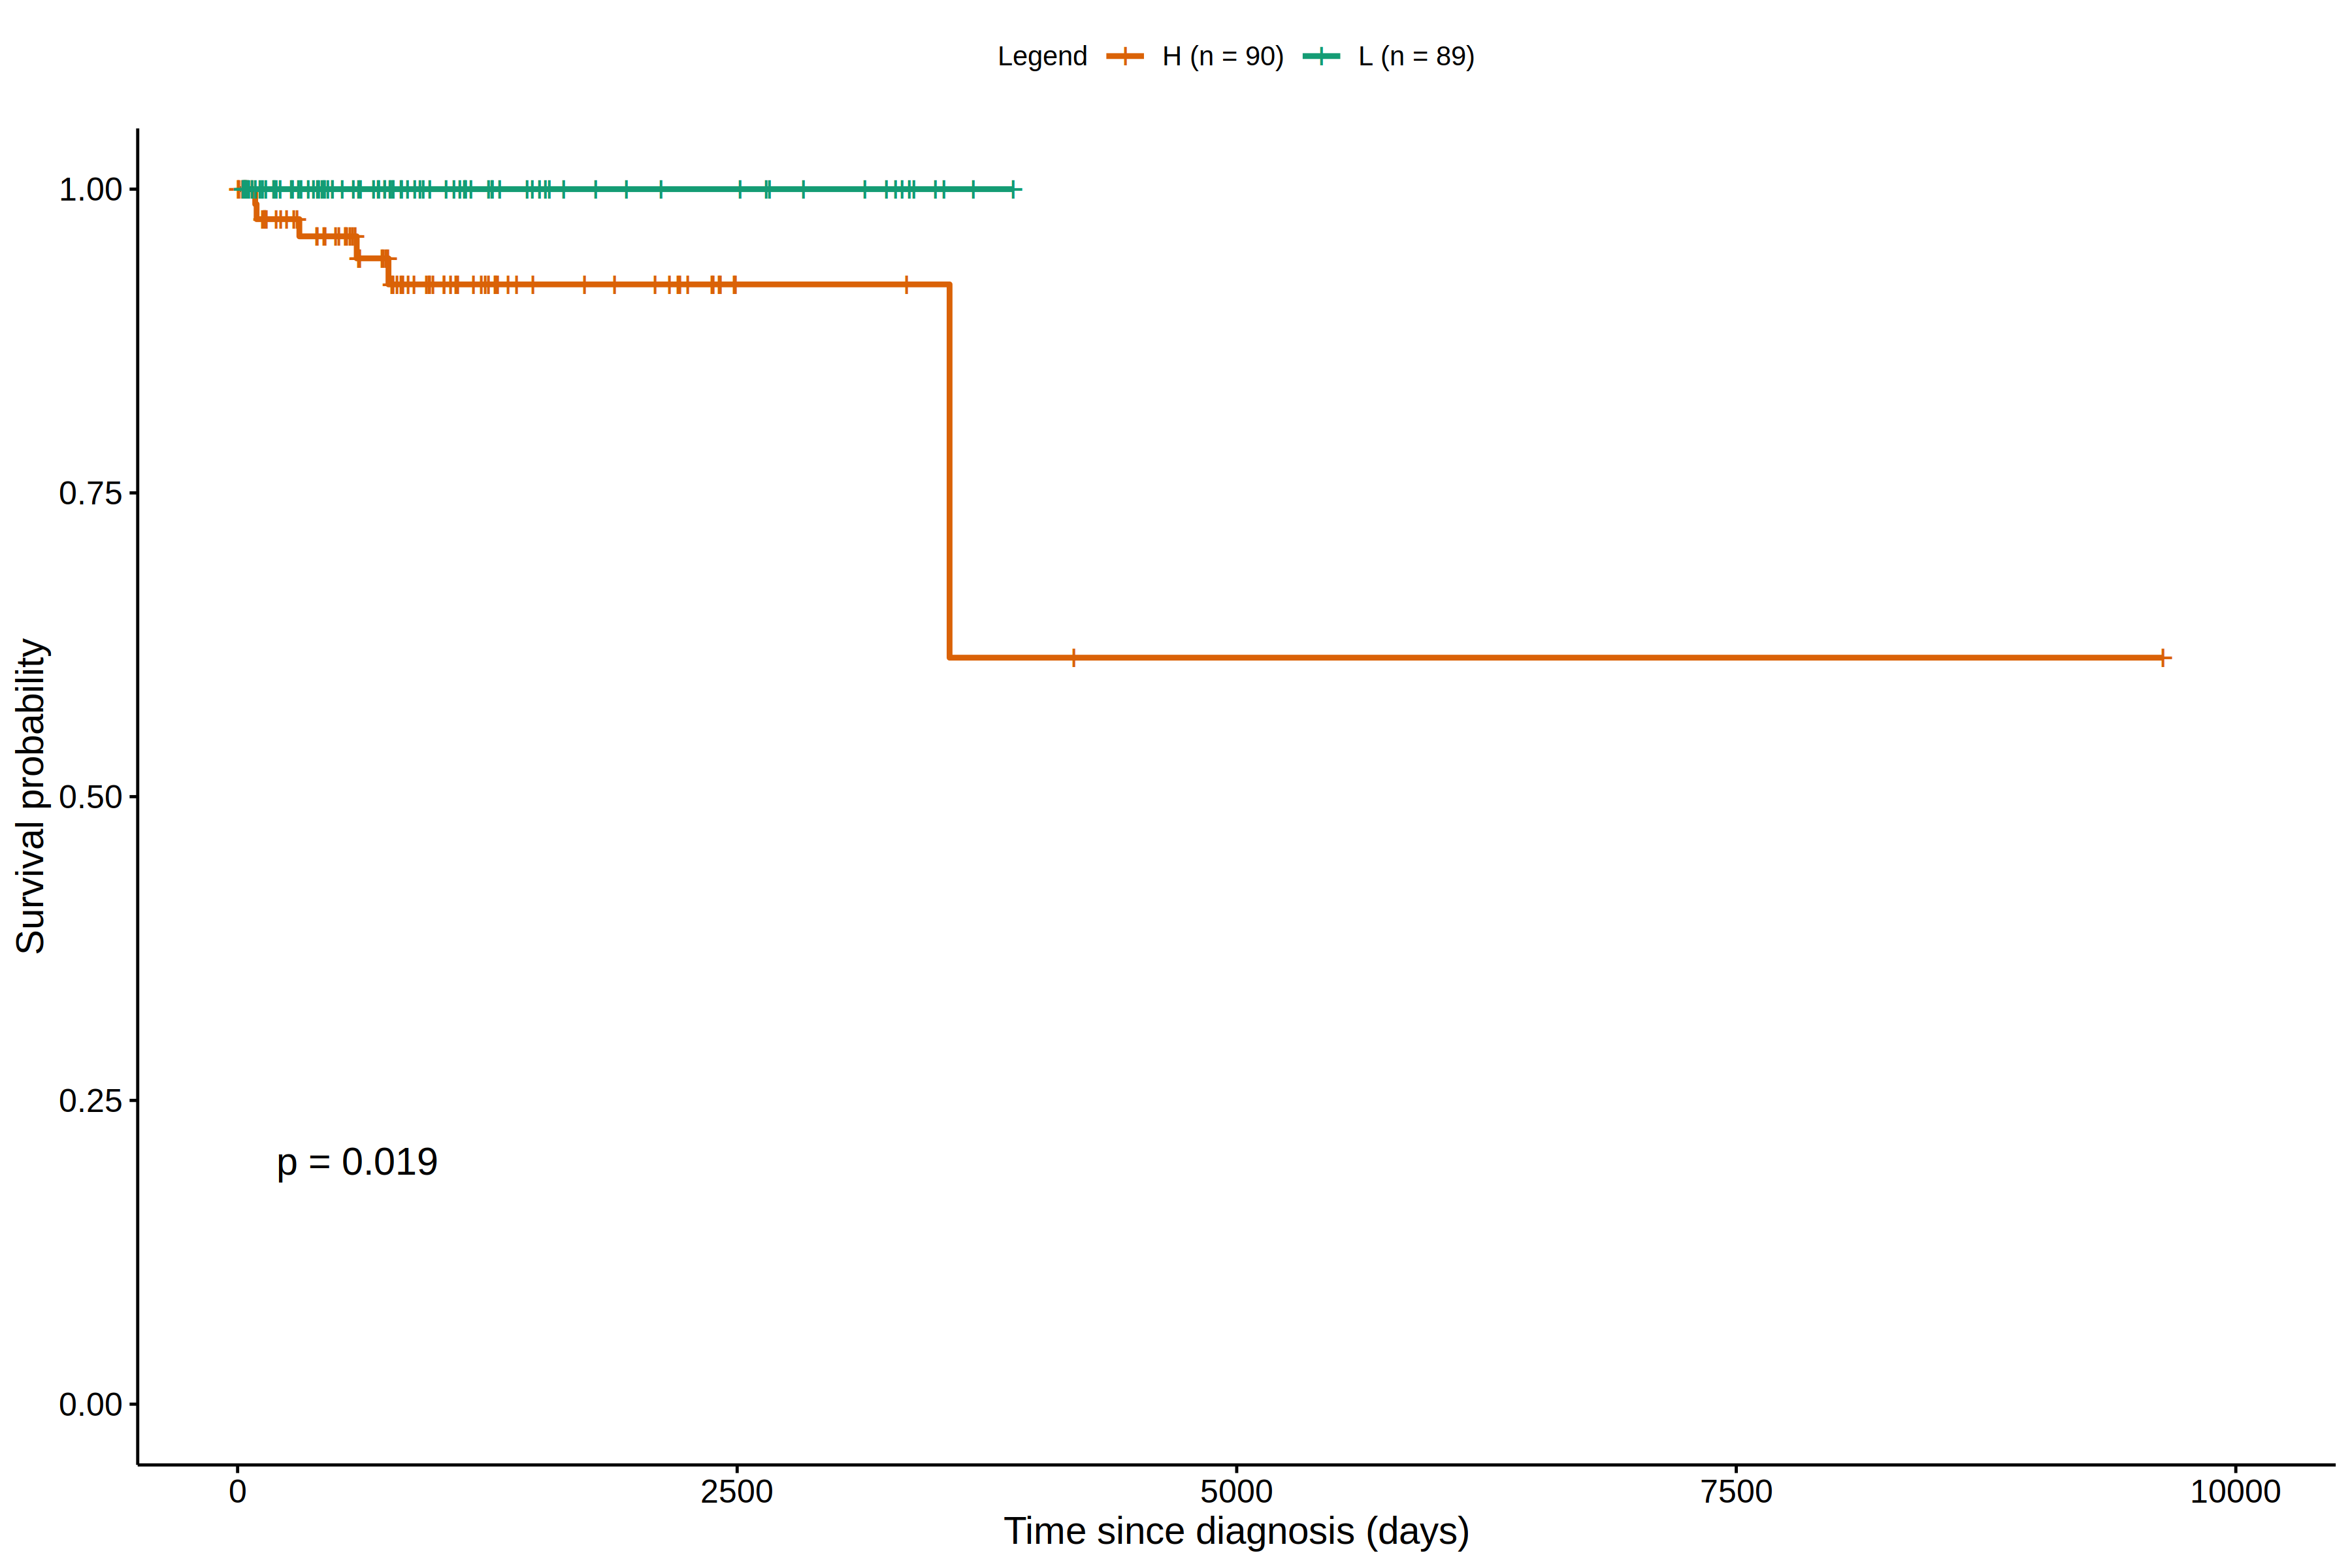 Legend H (n = 90) L (n = 89)
1.00
0.75
0.50
0.25
0.00
Survival probability
p = 0.019
0 2500 5000 7500 10000
Time since diagnosis (days)